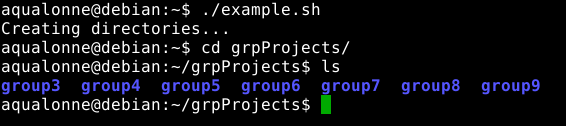 aqualonne@debian:~$ ./example.sh
Creating directories...
aqualonne@debian:~$ cd grpProjects/
aqualonne@debian:~/grpProjects$ ls
group3  group4  group5  group6  group7  group8  group9
aqualonne@debian:~/grpProjects$